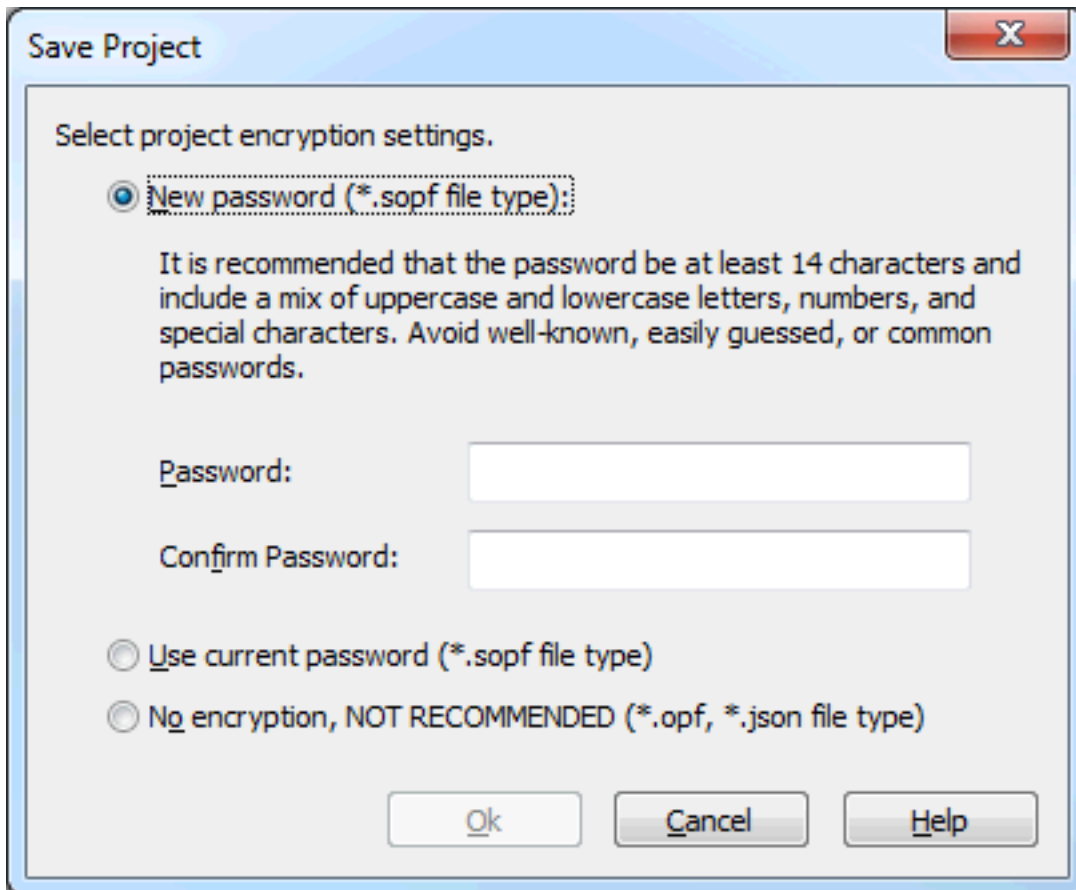 Save Project
X
Select project encryption settings.
New password (*.sopf file type):
It is recommended that the password be at least 14 characters and
include a mix of uppercase and lowercase letters, numbers, and
special characters. Avoid well-known, easily guessed, or common
passwords.
Password:
Confirm Password:
Use current password (*.sopf file type)
No encryption, NOT RECOMMENDED (*.opf, *.json file type)
Ok Cancel Help